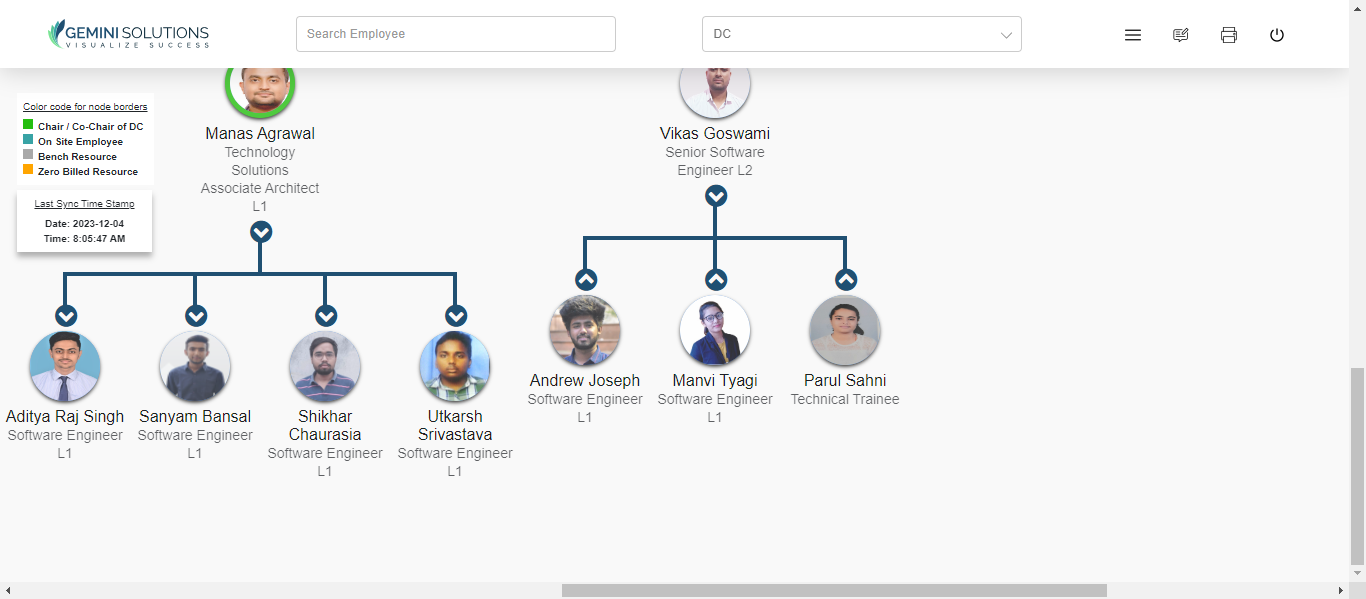 GEMINI SOLUTIONS
VISUALIZE SUCCESS
Search Employee
DC
Color code for node borders
Chair / Co-Chair of DC
On Site Employee
Bench Resource
Zero Billed Resource
Last Sync Time Stamp
Date: 2023-12-04
Time: 8:05:47 AM
Manas Agrawal
Technology
Solutions
Associate Architect
L1
Vikas Goswami
Senior Software
Engineer L2
Aditya Raj Singh
Software Engineer
L1
Sanyam Bansal
Software Engineer
L1
Shikhar
Chaurasia
Software Engineer
L1
Utkarsh
Srivastava
Software Engineer
L1
Andrew Joseph
Software Engineer
L1
Manvi Tyagi
Software Engineer
L1
Parul Sahni
Technical Trainee